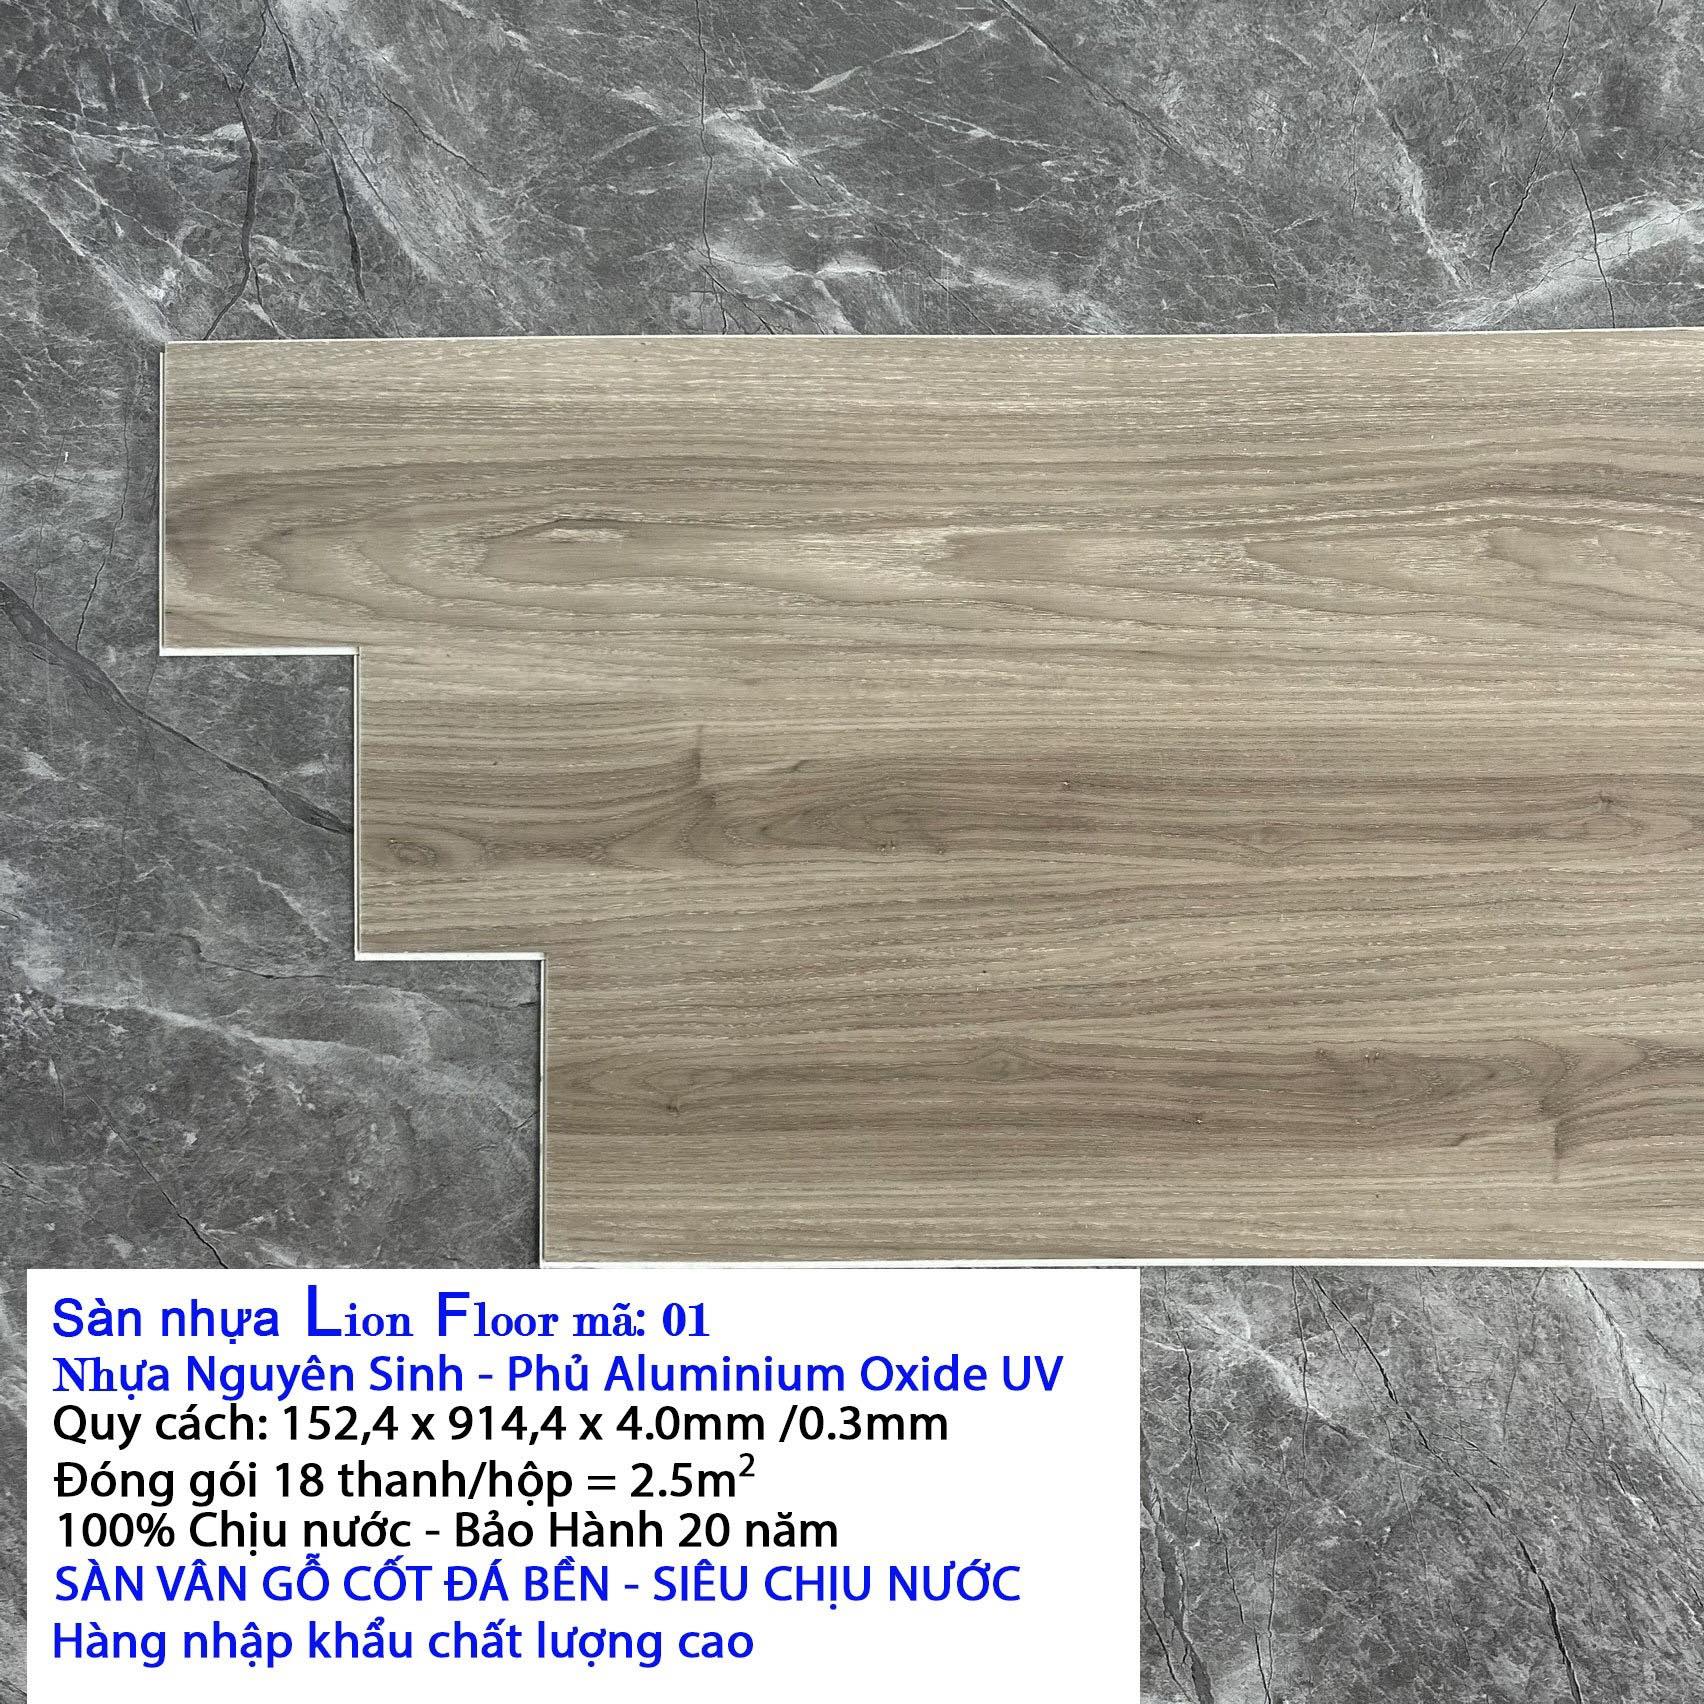 Sàn nhựa Lion Floor mã: 01
Nhựa Nguyên Sinh - Phủ Aluminium Oxide UV
Quy cách: 152,4 x 914,4 x 4.0mm /0.3mm
Đóng gói 18 thanh/hộp = 2.5m²
100% Chịu nước - Bảo Hành 20 năm
SÀN VÂN GỖ CỐT ĐÁ BỀN - SIÊU CHỊU NƯỚC
Hàng nhập khẩu chất lượng cao